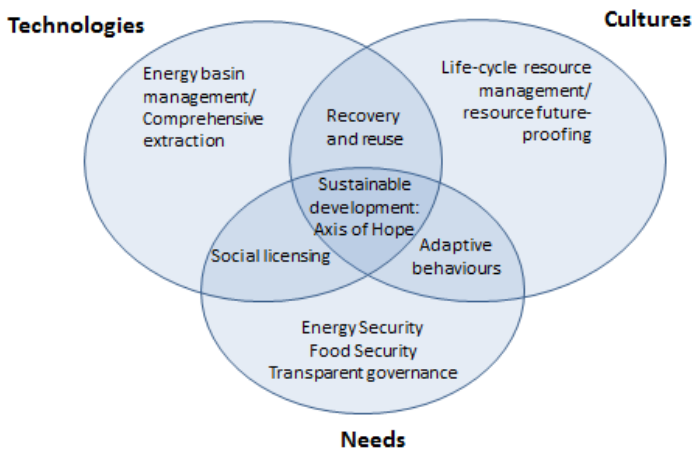 Technologies
Cultures
Energy basin
management/
Comprehensive
extraction
Life-cycle resource
management/
resource future-
proofing
Recovery
and reuse
Sustainable
development:
Axis of Hope
Social licensing
Adaptive
behaviours
Energy Security
Food Security
Transparent governance
Needs